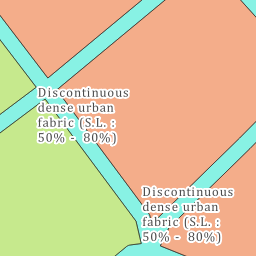 Discontinuous
dense urban
fabric (S.L. :
50% -  80%)
Discontinuous
dense urban
fabric (S.L. :
50% -  80%)